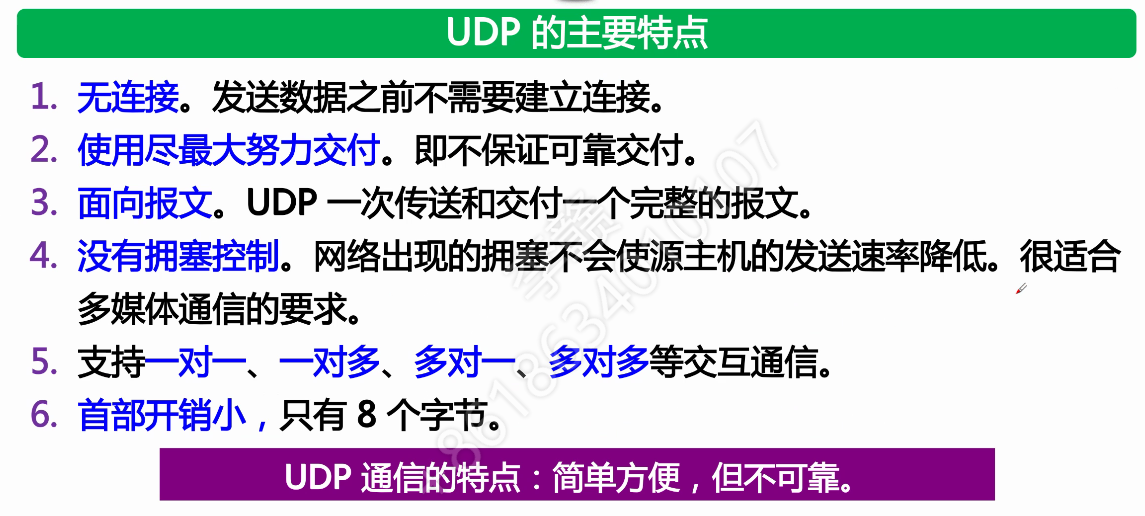 UDP 的主要特点
1. 无连接。发送数据之前不需要建立连接。
2. 使用尽最大努力交付。即不保证可靠交付。
3. 面向报文。UDP 一次传送和交付一个完整的报文。
4. 没有拥塞控制。网络出现的拥塞不会使源主机的发送速率降低。很适合
多媒体通信的要求。
5. 支持一对一、一对多、多对一、多对多等交互通信。
6. 首部开销小，只有 8 个字节。
UDP 通信的特点：简单方便，但不可靠。